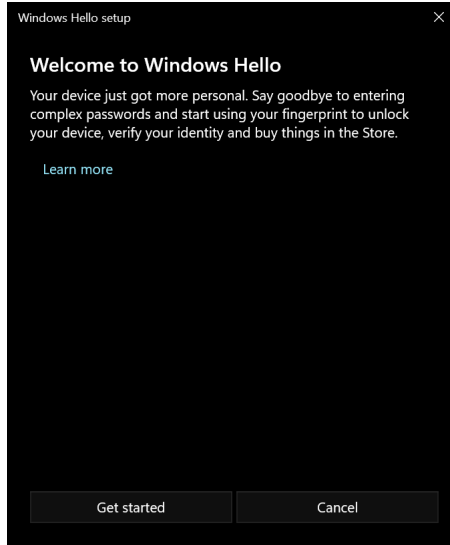 Windows Hello setup
Welcome to Windows Hello
Your device just got more personal. Say goodbye to entering
complex passwords and start using your fingerprint to unlock
your device, verify your identity and buy things in the Store.
Learn more
Get started
Cancel